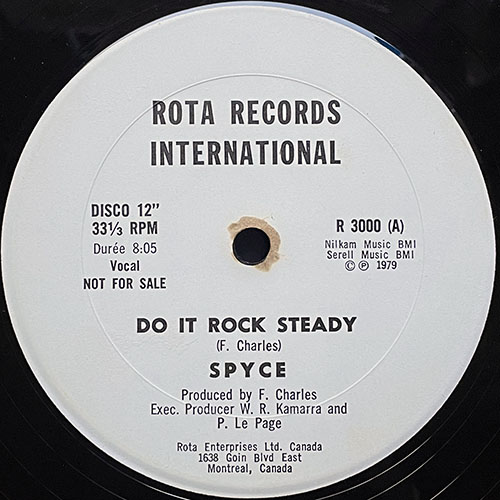 ROTA RECORDS
INTERNATIONAL
DISCO 12"
33⅓ RPM
Durée 8:05
Vocal
NOT FOR SALE
R 3000 (A)
Nilkam Music BMI
Serell Music BMI
© ℗ 1979
DO IT ROCK STEADY
(F. Charles)
SPYCE
Produced by F. Charles
Exec. Producer W. R. Kamarra and
P. Le Page
Rota Enterprises Ltd. Canada
1638 Goin Blvd East
Montreal, Canada